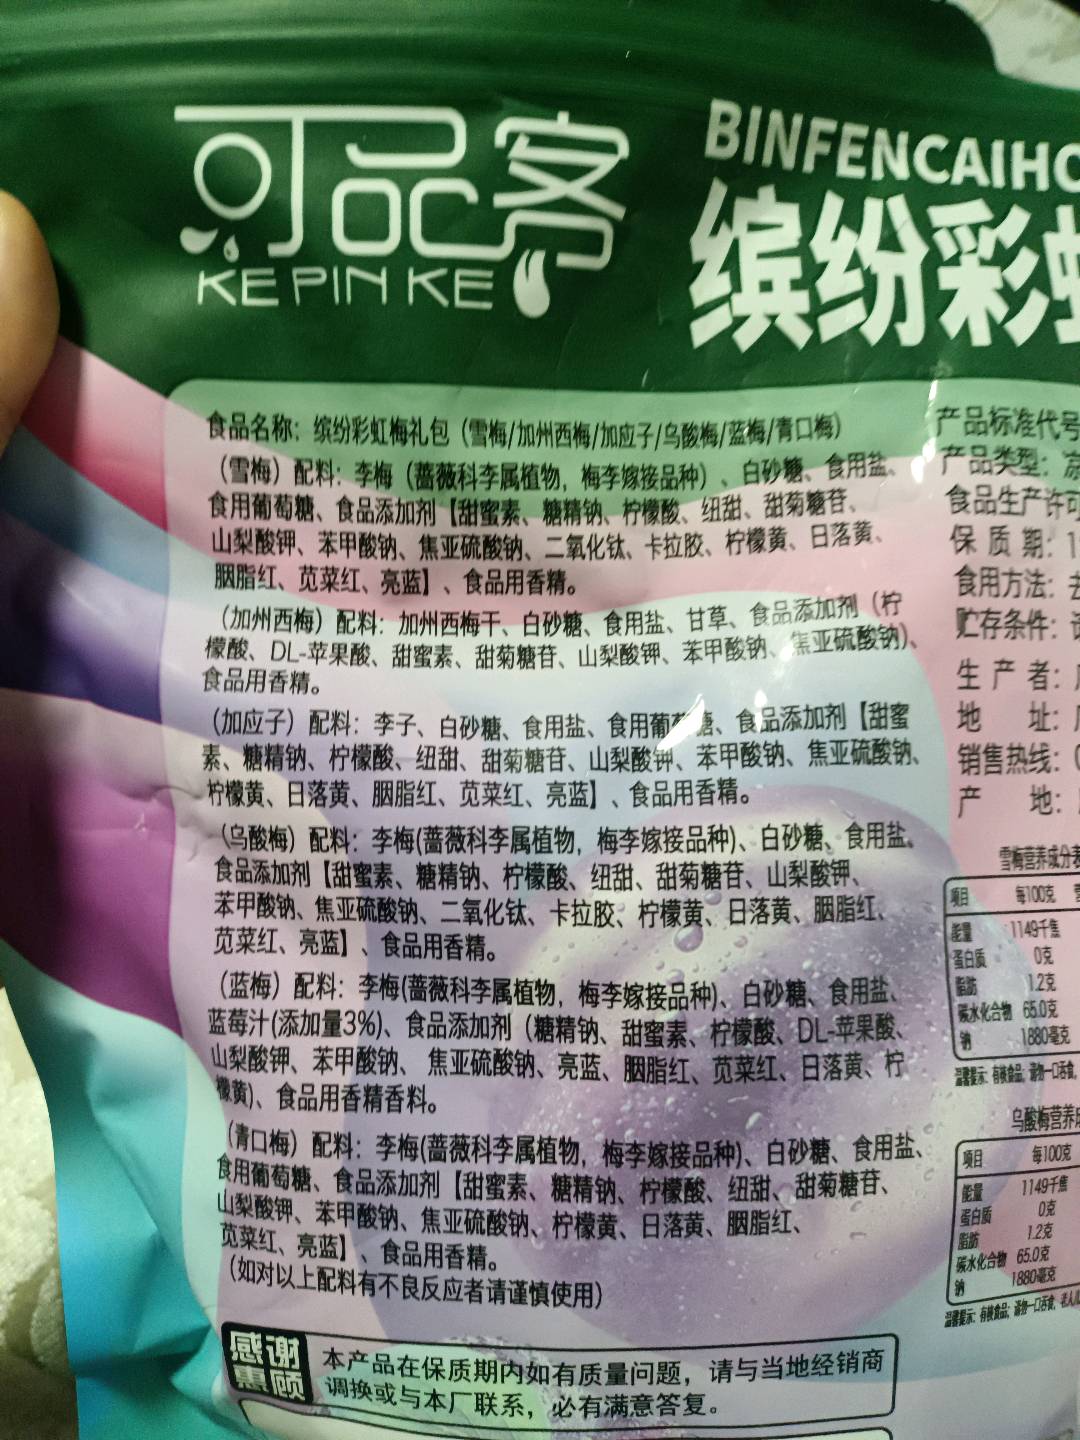 可品客
KE PIN KE
BINFENCAIHO
缤纷彩虹
食品名称：缤纷彩虹梅礼包（雪梅/加州西梅/加应子/乌酸梅/蓝梅/青口梅）
（雪梅）配料：李梅（蔷薇科李属植物，梅李嫁接品种）、白砂糖、食用盐、
食用葡萄糖、食品添加剂【甜蜜素、糖精钠、柠檬酸、纽甜、甜菊糖苷、
山梨酸钾、苯甲酸钠、焦亚硫酸钠、二氧化钛、卡拉胶、柠檬黄、日落黄、
胭脂红、苋菜红、亮蓝】、食品用香精。
（加州西梅）配料：加州西梅干、白砂糖、食用盐、甘草、食品添加剂（柠
檬酸、DL-苹果酸、甜蜜素、甜菊糖苷、山梨酸钾、苯甲酸钠、焦亚硫酸钠）、
食品用香精。
（加应子）配料：李子、白砂糖、食用盐、食用葡萄糖、食品添加剂【甜蜜
素、糖精钠、柠檬酸、纽甜、甜菊糖苷、山梨酸钾、苯甲酸钠、焦亚硫酸钠、
柠檬黄、日落黄、胭脂红、苋菜红、亮蓝】、食品用香精。
（乌酸梅）配料：李梅(蔷薇科李属植物，梅李嫁接品种)、白砂糖、食用盐。
食品添加剂【甜蜜素、糖精钠、柠檬酸、纽甜、甜菊糖苷、山梨酸钾、
苯甲酸钠、焦亚硫酸钠、二氧化钛、卡拉胶、柠檬黄、日落黄、胭脂红、
苋菜红、亮蓝】、食品用香精。
（蓝梅）配料：李梅(蔷薇科李属植物，梅李嫁接品种)、白砂糖、食用盐、
蓝莓汁(添加量3%)、食品添加剂（糖精钠、甜蜜素、柠檬酸、DL-苹果酸、
山梨酸钾、苯甲酸钠、焦亚硫酸钠、亮蓝、胭脂红、苋菜红、日落黄、柠
檬黄)、食品用香精香料。
（青口梅）配料：李梅(蔷薇科李属植物，梅李嫁接品种)、白砂糖、食用盐、
食用葡萄糖、食品添加剂【甜蜜素、糖精钠、柠檬酸、纽甜、甜菊糖苷、
山梨酸钾、苯甲酸钠、焦亚硫酸钠、柠檬黄、日落黄、胭脂红、
苋菜红、亮蓝】、食品用香精。
（如对以上配料有不良反应者请谨慎使用）
感谢惠顾
本产品在保质期内如有质量问题，请与当地经销商
调换或与本厂联系，必有满意答复。
产品标准代号
产品类型：凉
食品生产许可
保质期：1
食用方法：去
贮存条件：
生产者：
地址：
销售热线：0
产地：
雪梅营养成分表
项目 每100克
能量 1149千焦
蛋白质 0克
脂肪 1.2克
碳水化合物 65.0克
钠 1880毫克
温馨提示：有核食品；请勿一口吞食，
乌酸梅营养成
项目 每100克
能量 1149千焦
蛋白质 0克
脂肪 1.2克
碳水化合物 65.0克
钠 1880毫克
温馨提示：有核食品；请勿一口吞食，老人儿